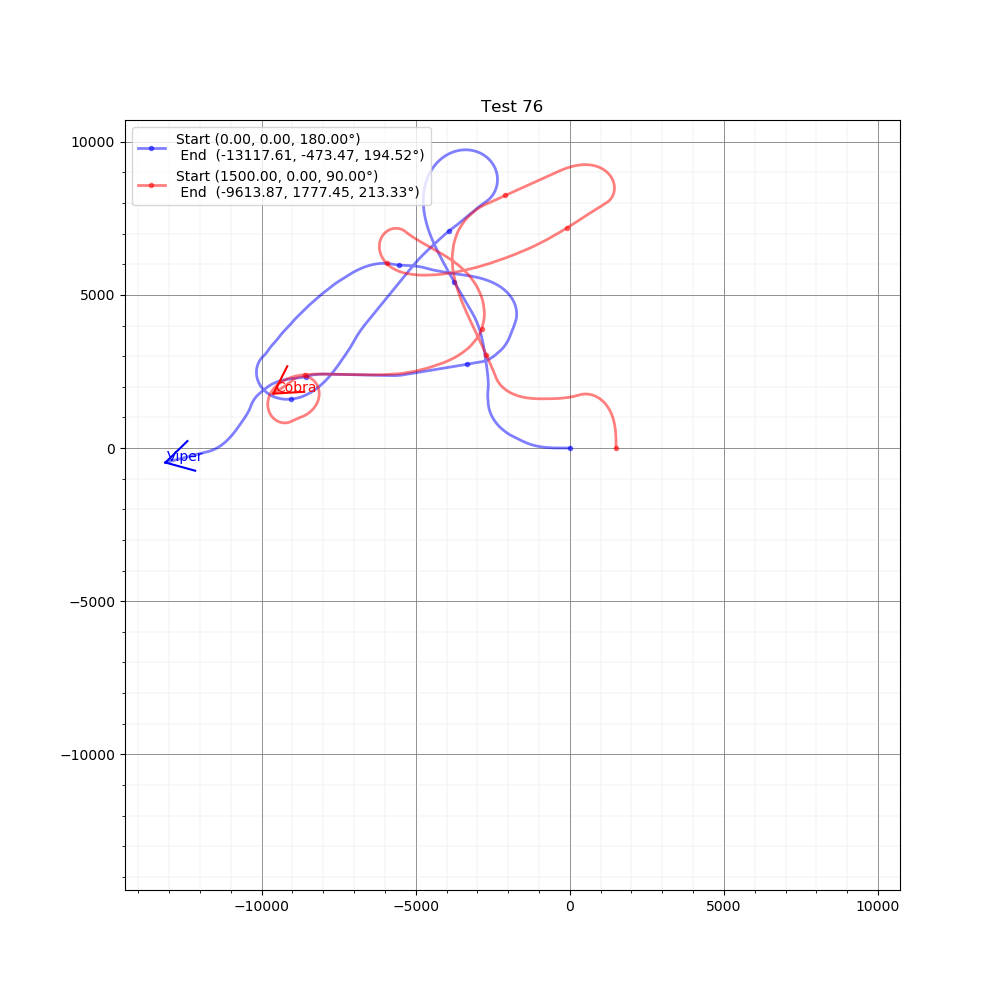 Test 76
Start (0.00, 0.00, 180.00°)
End  (-13117.61, -473.47, 194.52°)
Start (1500.00, 0.00, 90.00°)
End  (-9613.87, 1777.45, 213.33°)
10000
5000
0
−5000
−10000
Cobra
Viper
−10000
−5000
0
5000
10000